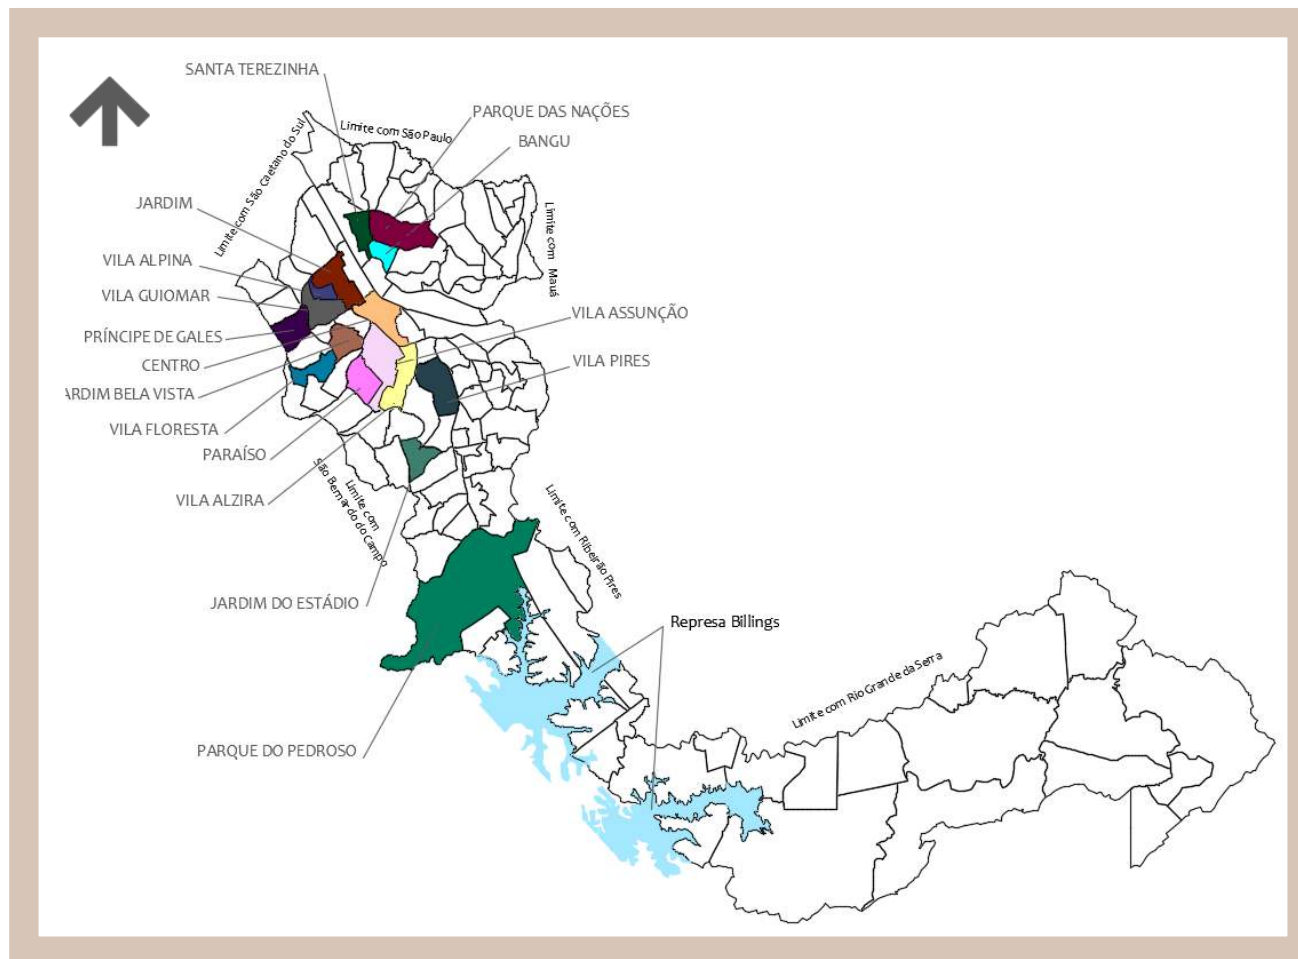 SANTA TEREZINHA
PARQUE DAS NAÇÕES
Limite com São Paulo
BANGU
Limite com São Caetano do Sul
JARDIM
Limite com Mauá
VILA ALPINA
VILA GUIOMAR
VILA ASSUNÇÃO
PRÍNCIPE DE GALES
CENTRO
VILA PIRES
ARDIM BELA VISTA
VILA FLORESTA
PARAÍSO
VILA ALZIRA
Limite com
São Bernardo do Campo
Limite com Ribeirão Pires
JARDIM DO ESTÁDIO
Represa Billings
Limite com Rio Grande da Serra
PARQUE DO PEDROSO